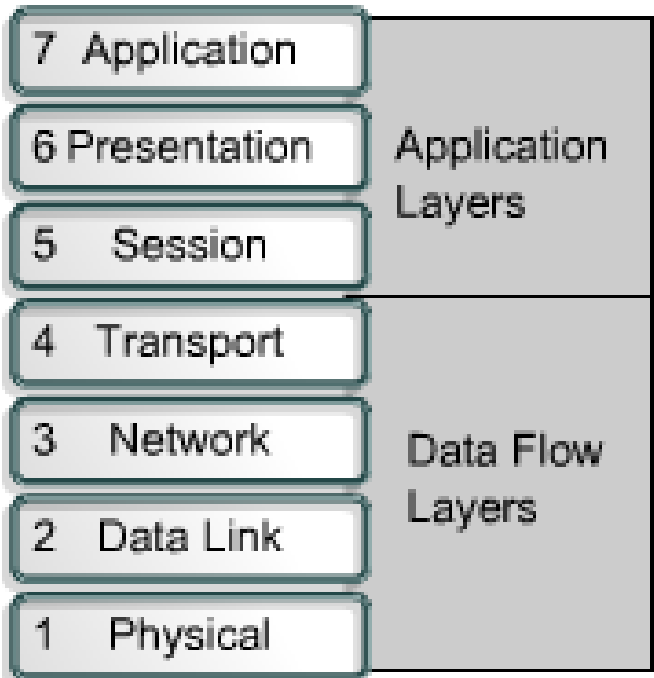 7 Application
6 Presentation
5 Session
4 Transport
3 Network
2 Data Link
1 Physical
Application
Layers
Data Flow
Layers